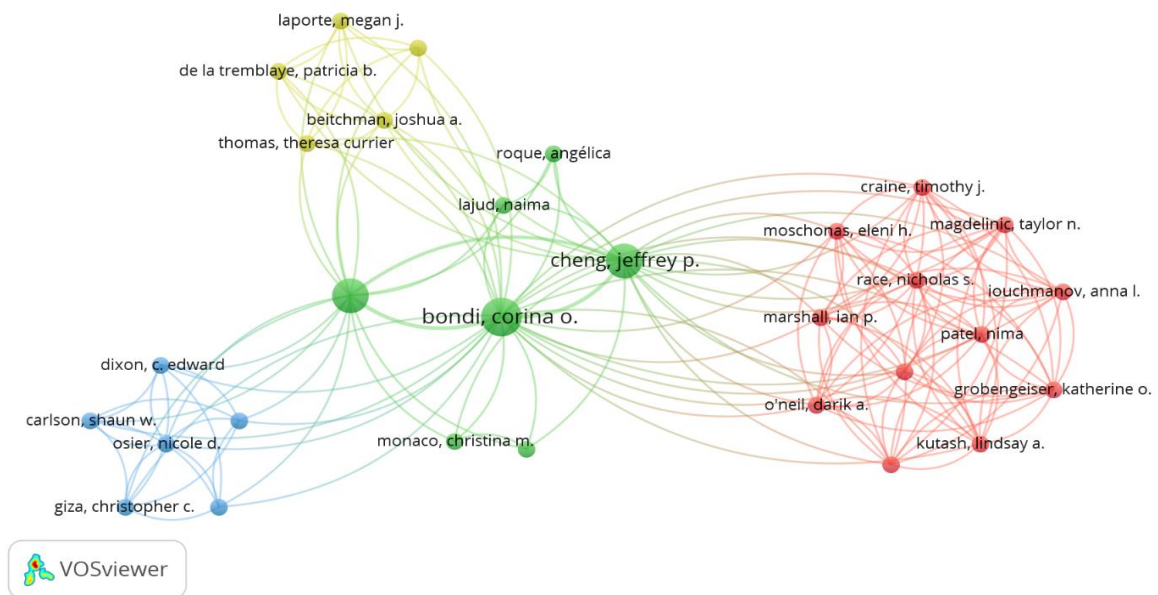 laporte, megan j.
de la tremblaye, patricia b.
beitchman, joshua a.
thomas, theresa currier
roque, angélica
lajud, naima
cheng, jeffrey p.
bondi, corina o.
monaco, christina m.
dixon, c. edward
carlson, shaun w.
osier, nicole d.
giza, christopher c.
craine, timothy j.
magdelinic, taylor n.
moschonas, eleni h.
race, nicholas s.
iouchmanov, anna l.
marshall, ian p.
patel, nima
grobengeiser, katherine o.
o'neil, darik a.
kutash, lindsay a.
VOSviewer